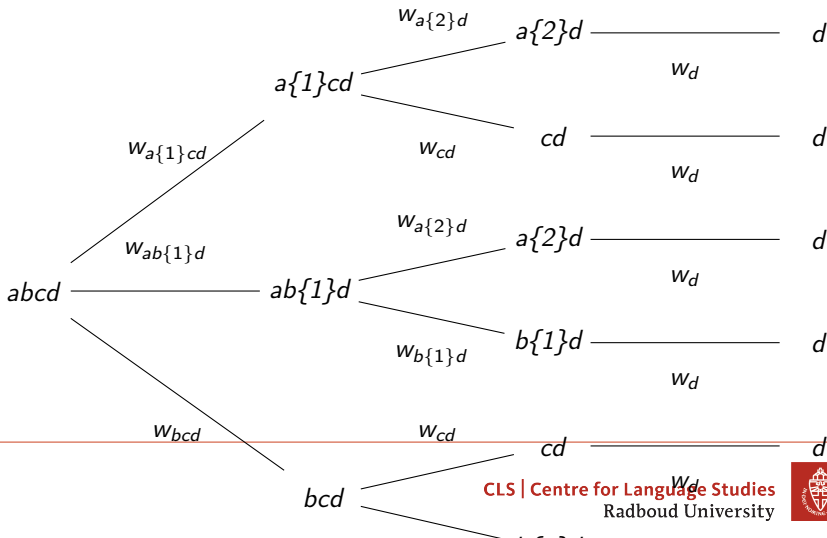 w_{a{2}d}
a{2}d
d
w_d
a{1}cd
w_{a{1}cd}
w_{cd}
cd
d
w_d
w_{ab{1}d}
w_{a{2}d}
a{2}d
d
w_d
abcd
ab{1}d
w_{b{1}d}
b{1}d
d
w_d
w_{bcd}
w_{cd}
cd
d
w_d
bcd
CLS | Centre for Language Studies
Radboud University